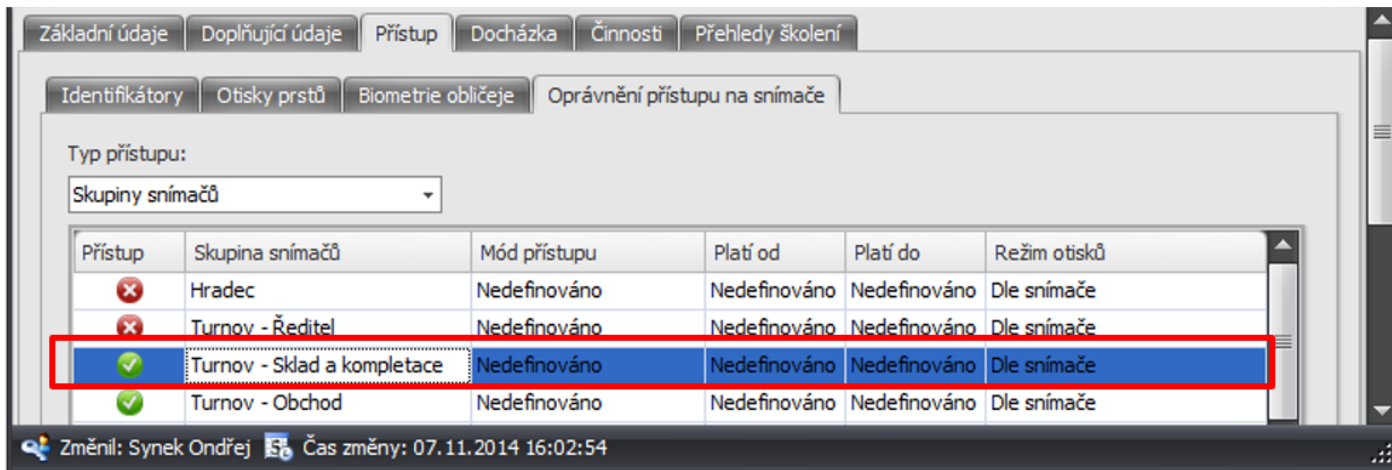 Základní údaje Doplňující údaje Přístup Docházka Činnosti Přehledy školení
Identifikátory Otisky prstů Biometrie obličeje Oprávnění přístupu na snímače
Typ přístupu:
Skupiny snímačů
Přístup Skupina snímačů Mód přístupu Platí od Platí do Režim otisků
Hradec Nedefinováno Nedefinováno Nedefinováno Dle snímače
Turnov - Ředitel Nedefinováno Nedefinováno Nedefinováno Dle snímače
Turnov - Sklad a kompletace Nedefinováno Nedefinováno Nedefinováno Dle snímače
Turnov - Obchod Nedefinováno Nedefinováno Nedefinováno Dle snímače
Změnil: Synek Ondřej Čas změny: 07.11.2014 16:02:54